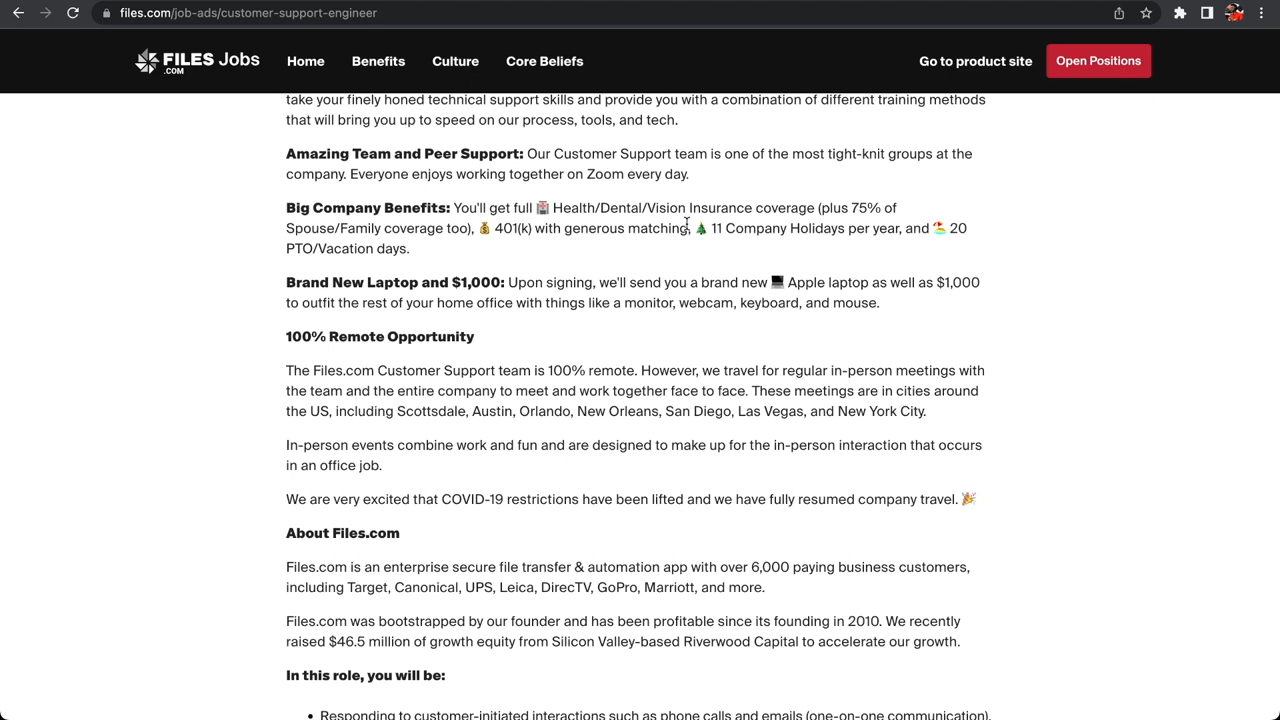 files.com/job-ads/customer-support-engineer
FILES Jobs
.COM
Home Benefits Culture Core Beliefs Go to product site Open Positions
take your finely honed technical support skills and provide you with a combination of different training methods
that will bring you up to speed on our process, tools, and tech.
Amazing Team and Peer Support: Our Customer Support team is one of the most tight-knit groups at the
company. Everyone enjoys working together on Zoom every day.
Big Company Benefits: You'll get full 🏥 Health/Dental/Vision Insurance coverage (plus 75% of
Spouse/Family coverage too), 💰 401(k) with generous matching, 🎄 11 Company Holidays per year, and 🏖 20
PTO/Vacation days.
Brand New Laptop and $1,000: Upon signing, we'll send you a brand new 💻 Apple laptop as well as $1,000
to outfit the rest of your home office with things like a monitor, webcam, keyboard, and mouse.
100% Remote Opportunity
The Files.com Customer Support team is 100% remote. However, we travel for regular in-person meetings with
the team and the entire company to meet and work together face to face. These meetings are in cities around
the US, including Scottsdale, Austin, Orlando, New Orleans, San Diego, Las Vegas, and New York City.
In-person events combine work and fun and are designed to make up for the in-person interaction that occurs
in an office job.
We are very excited that COVID-19 restrictions have been lifted and we have fully resumed company travel. 🎉
About Files.com
Files.com is an enterprise secure file transfer & automation app with over 6,000 paying business customers,
including Target, Canonical, UPS, Leica, DirecTV, GoPro, Marriott, and more.
Files.com was bootstrapped by our founder and has been profitable since its founding in 2010. We recently
raised $46.5 million of growth equity from Silicon Valley-based Riverwood Capital to accelerate our growth.
In this role, you will be:
• Responding to customer-initiated interactions such as phone calls and emails (one-on-one communication).